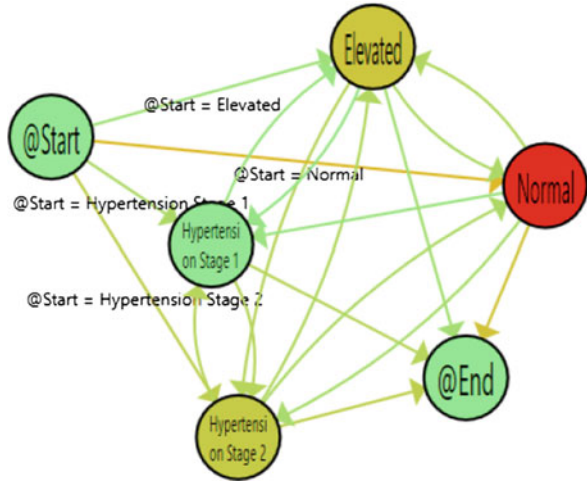 Elevated
@Start = Elevated
@Start
@Start = Normal
Normal
@Start = Hypertension Stage 1
Hypertensi
on Stage 1
@Start = Hypertension Stage 2
@End
Hypertensi
on Stage 2